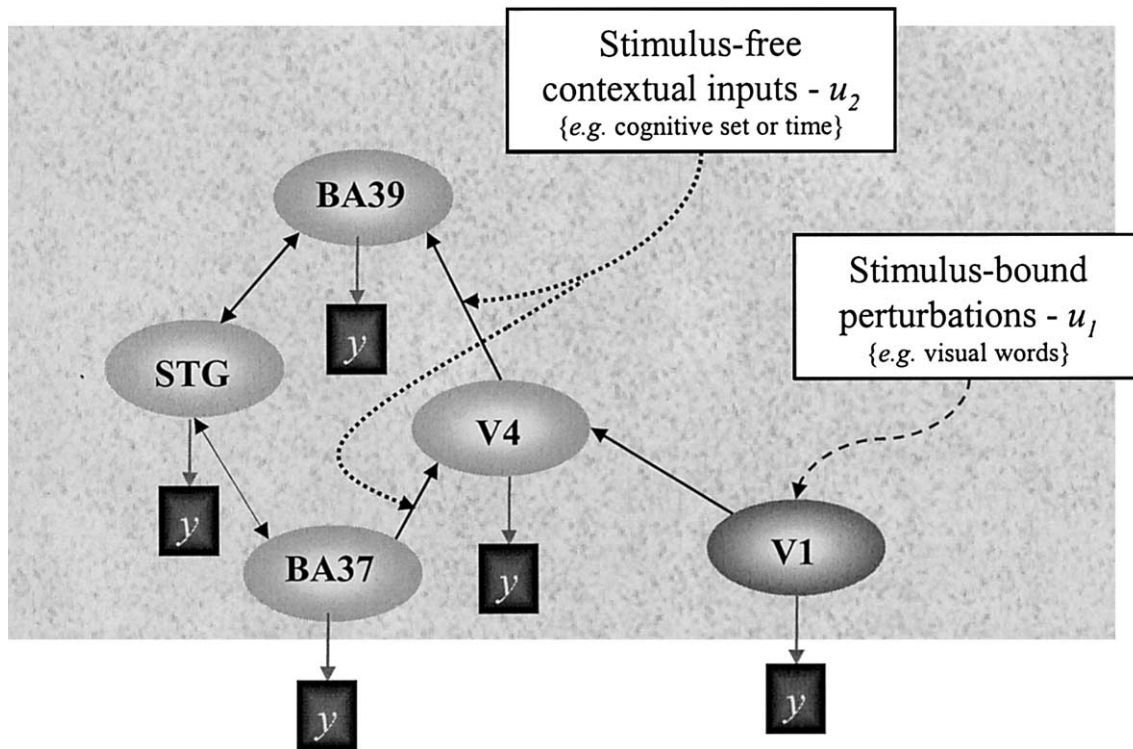 Stimulus-free
contextual inputs - u₂
{e.g. cognitive set or time}
BA39
Stimulus-bound
perturbations - u₁
{e.g. visual words}
y
STG
V4
y
y
BA37
V1
y
y